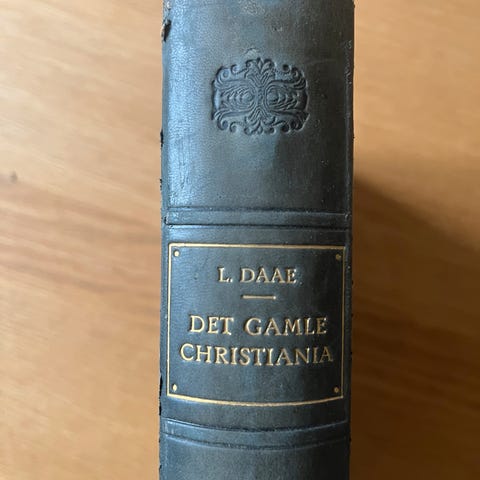 L. DAAE
DET GAMLE
CHRISTIANIA